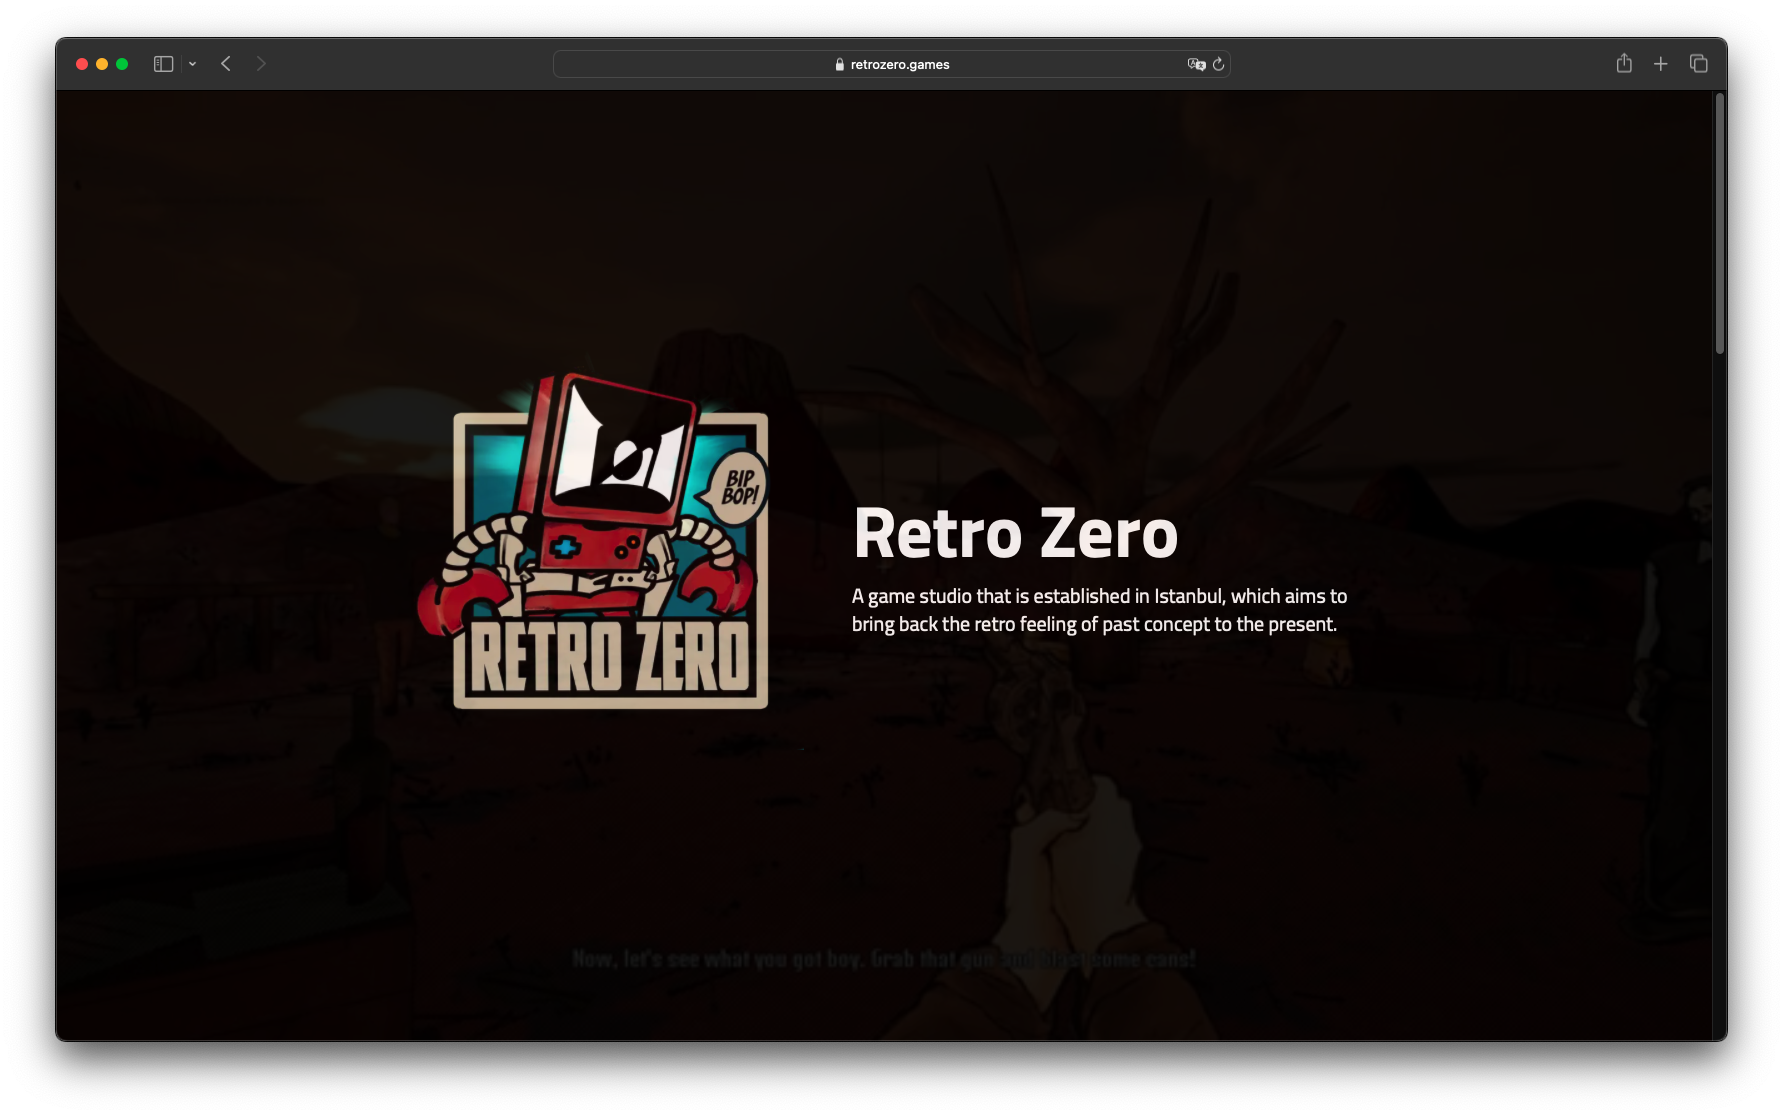 retrozero.games
BIP
BOP!
RETRO ZERO
Retro Zero
A game studio that is established in Istanbul, which aims to
bring back the retro feeling of past concept to the present.
Now, let's see what you got boy. Grab that gun and blast some cans!